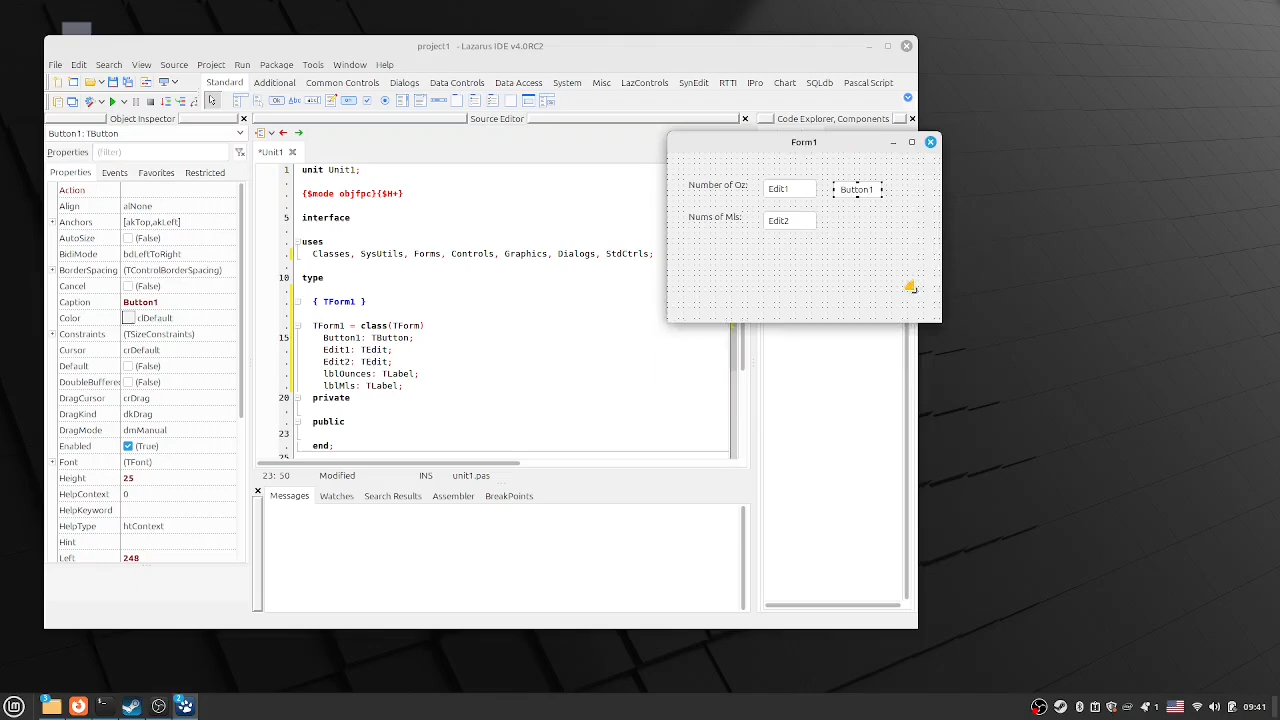 project1 - Lazarus IDE v4.0RC2
File Edit Search View Source Project Run Package Tools Window Help
Standard Additional Common Controls Dialogs Data Controls Data Access System Misc LazControls SynEdit RTTI IPro Chart SQLdb Pascal Script
Object Inspector Source Editor Code Explorer, Components
Button1: TButton
Properties (filter)
Properties Events Favorites Restricted
Action
Align alNone
Anchors [akTop,akLeft]
AutoSize (False)
BidiMode bdLeftToRight
BorderSpacing (TControlBorderSpacing)
Cancel (False)
Caption Button1
Color clDefault
Constraints (TSizeConstraints)
Cursor crDefault
Default (False)
DoubleBuffered (False)
DragCursor crDrag
DragKind dkDrag
DragMode dmManual
Enabled (True)
Font (TFont)
Height 25
HelpContext 0
HelpKeyword
HelpType htContext
Hint
Left 248
*Unit1
1 unit Unit1;
{$mode objfpc}{$H+}
5 interface
uses
Classes, SysUtils, Forms, Controls, Graphics, Dialogs, StdCtrls;
10 type
{ TForm1 }
TForm1 = class(TForm)
15 Button1: TButton;
Edit1: TEdit;
Edit2: TEdit;
lblOunces: TLabel;
lblMls: TLabel;
20 private
public
23
end;
25
23: 50 Modified INS unit1.pas
Messages Watches Search Results Assembler BreakPoints
Form1
Number of Oz: Edit1 Button1
Nums of Mls: Edit2
3 2 1 09:41